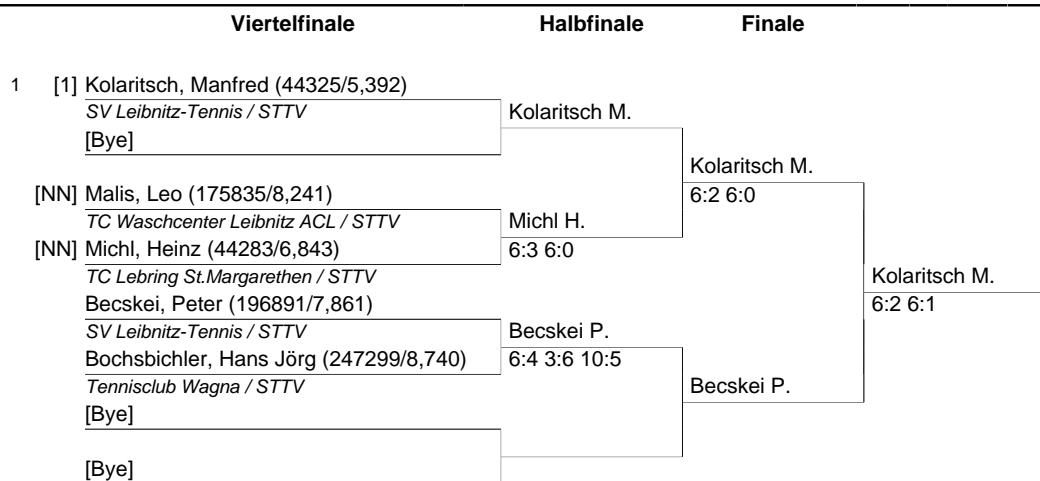 Viertelfinale Halbfinale Finale
1 [1] Kolaritsch, Manfred (44325/5,392)
SV Leibnitz-Tennis / STTV Kolaritsch M.
[Bye]
Kolaritsch M.
[NN] Malis, Leo (175835/8,241) 6:2 6:0
TC Waschcenter Leibnitz ACL / STTV Michl H.
[NN] Michl, Heinz (44283/6,843) 6:3 6:0
TC Lebring St.Margarethen / STTV Kolaritsch M.
Becskei, Peter (196891/7,861) 6:2 6:1
SV Leibnitz-Tennis / STTV Becskei P.
Bochsbichler, Hans Jörg (247299/8,740) 6:4 3:6 10:5
Tennisclub Wagna / STTV Becskei P.
[Bye]
[Bye]